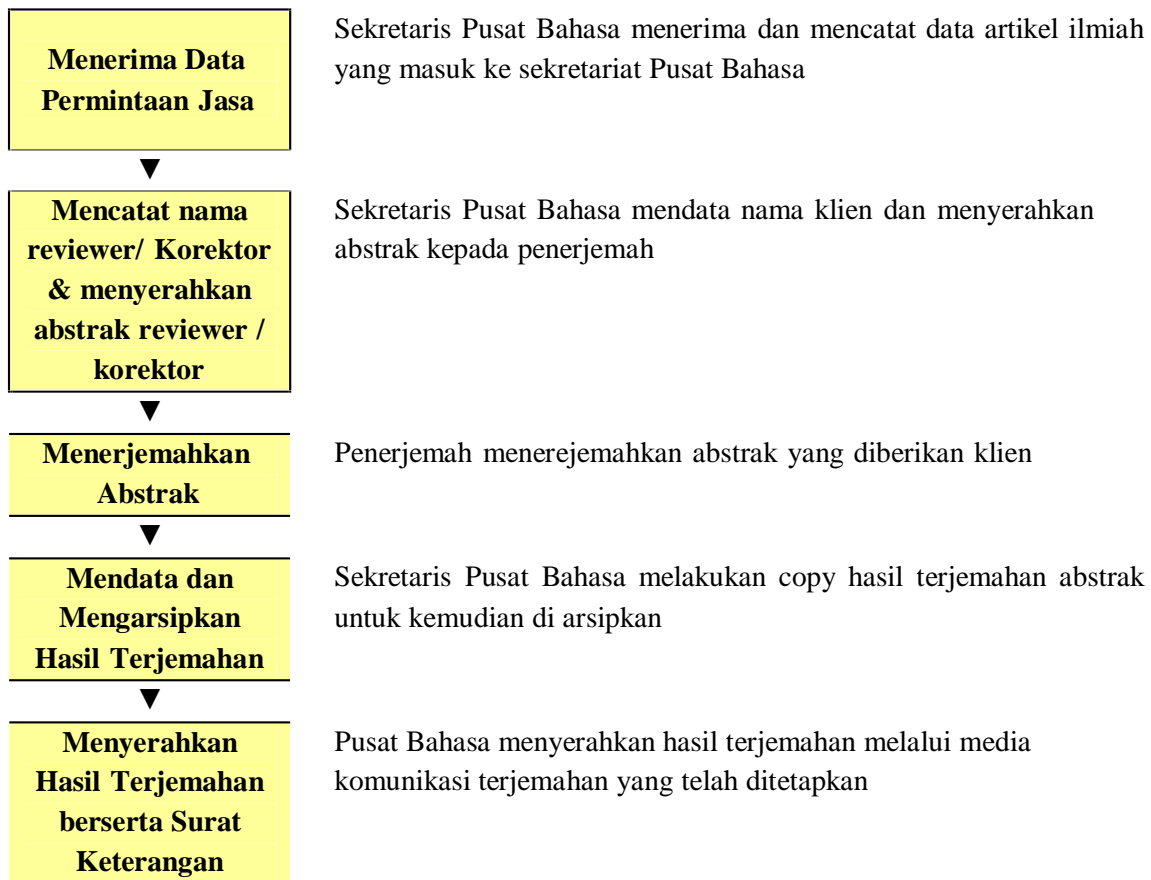 Menerima Data
Permintaan Jasa
Sekretaris Pusat Bahasa menerima dan mencatat data artikel ilmiah
yang masuk ke sekretariat Pusat Bahasa
▼
Mencatat nama
reviewer/ Korektor
& menyerahkan
abstrak reviewer /
korektor
Sekretaris Pusat Bahasa mendata nama klien dan menyerahkan
abstrak kepada penerjemah
▼
Menerjemahkan
Abstrak
Penerjemah menerejemahkan abstrak yang diberikan klien
▼
Mendata dan
Mengarsipkan
Hasil Terjemahan
Sekretaris Pusat Bahasa melakukan copy hasil terjemahan abstrak
untuk kemudian di arsipkan
▼
Menyerahkan
Hasil Terjemahan
berserta Surat
Keterangan
Pusat Bahasa menyerahkan hasil terjemahan melalui media
komunikasi terjemahan yang telah ditetapkan